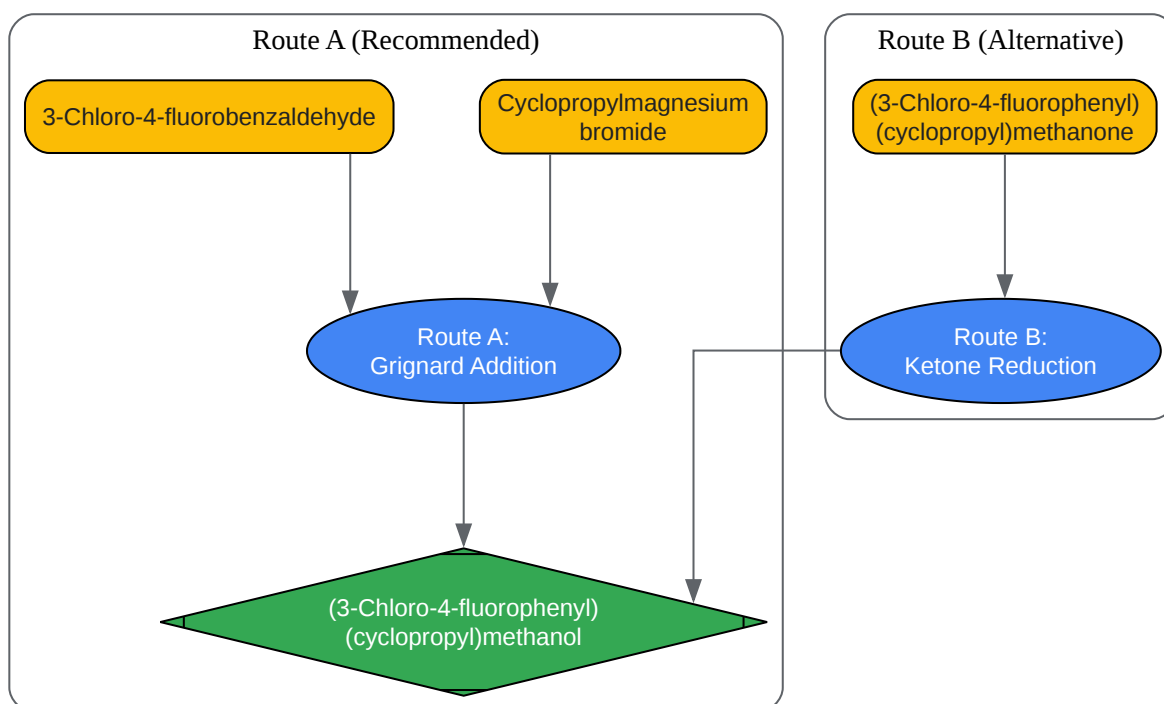 Route A (Recommended)
Route B (Alternative)
3-Chloro-4-fluorobenzaldehyde
Cyclopropylmagnesium
bromide
(3-Chloro-4-fluorophenyl)
(cyclopropyl)methanone
Route A:
Grignard Addition
Route B:
Ketone Reduction
(3-Chloro-4-fluorophenyl)
(cyclopropyl)methanol